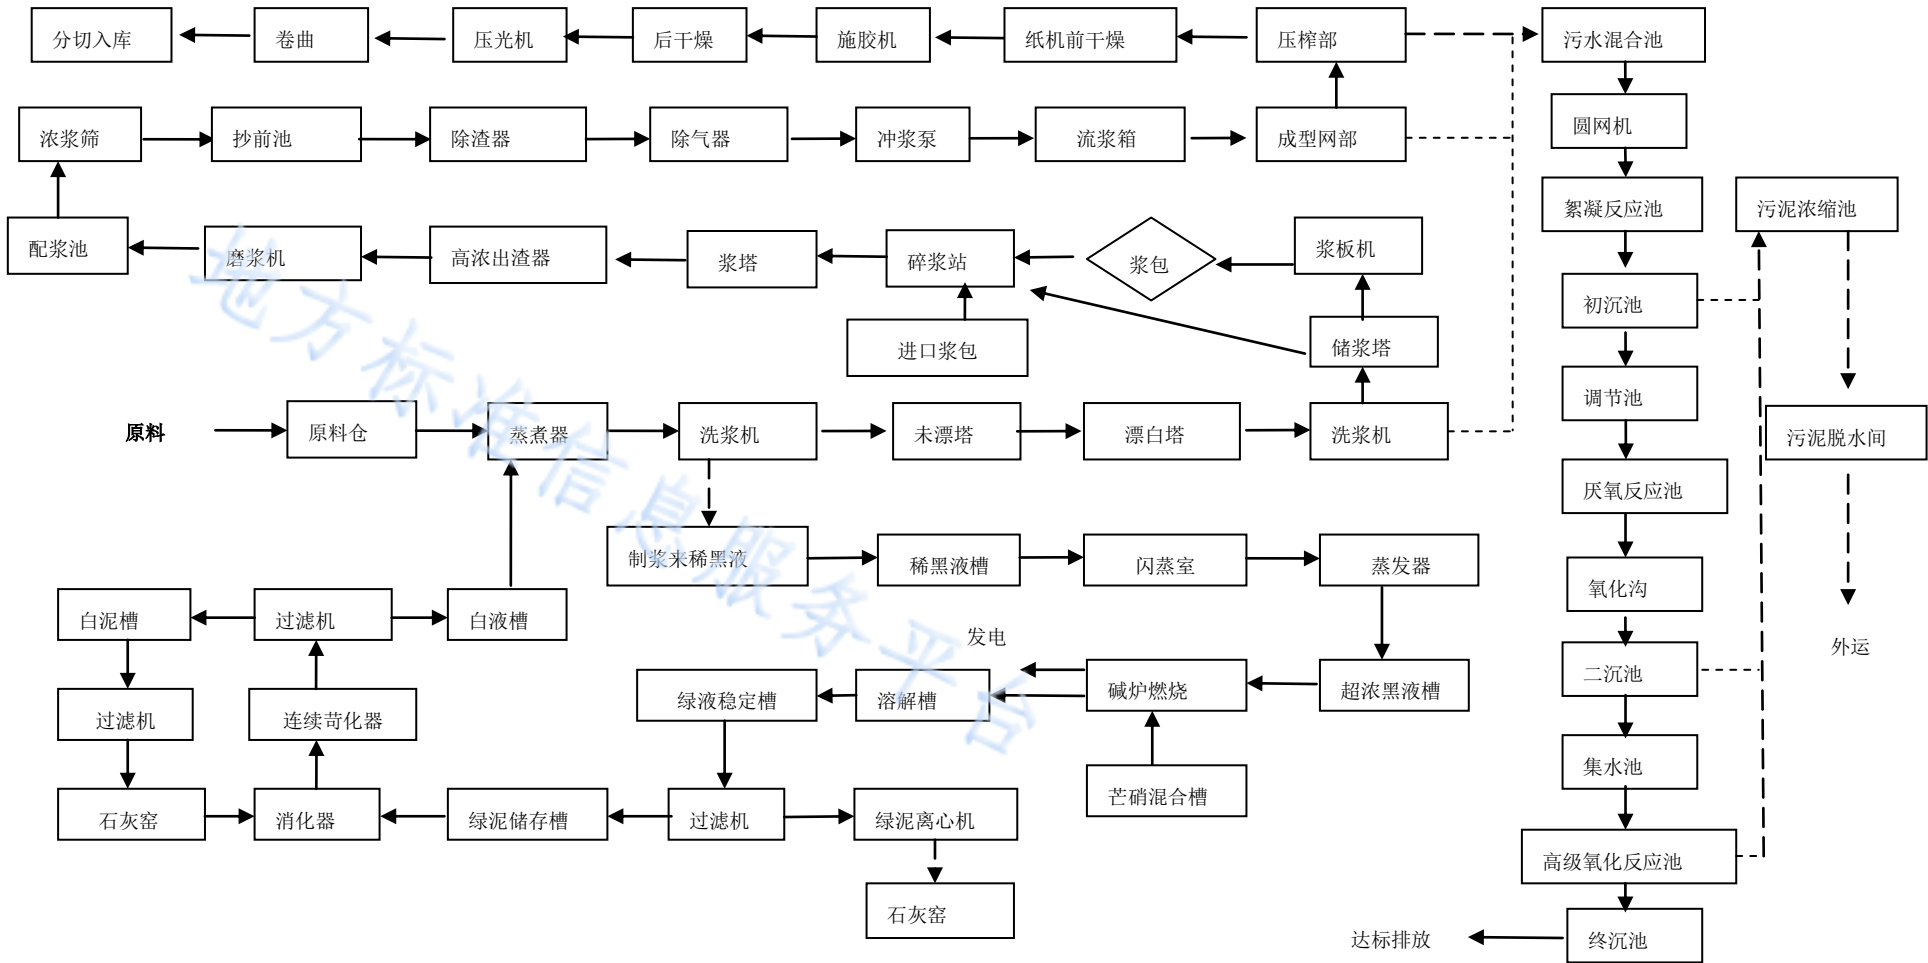 分切入库
卷曲
压光机
后干燥
施胶机
纸机前干燥
压榨部
污水混合池
浓浆筛
抄前池
除渣器
除气器
冲浆泵
流浆箱
成型网部
圆网机
配浆池
磨浆机
高浓出渣器
浆塔
碎浆站
浆包
浆板机
絮凝反应池
污泥浓缩池
进口浆包
储浆塔
初沉池
调节池
原料
原料仓
蒸煮器
洗浆机
未漂塔
漂白塔
洗浆机
污泥脱水间
厌氧反应池
制浆来稀黑液
稀黑液槽
闪蒸室
蒸发器
氧化沟
白泥槽
过滤机
白液槽
发电
外运
二沉池
过滤机
连续苛化器
绿液稳定槽
溶解槽
碱炉燃烧
超浓黑液槽
集水池
芒硝混合槽
石灰窑
消化器
绿泥储存槽
过滤机
绿泥离心机
高级氧化反应池
石灰窑
达标排放
终沉池
地方标准信息服务平台